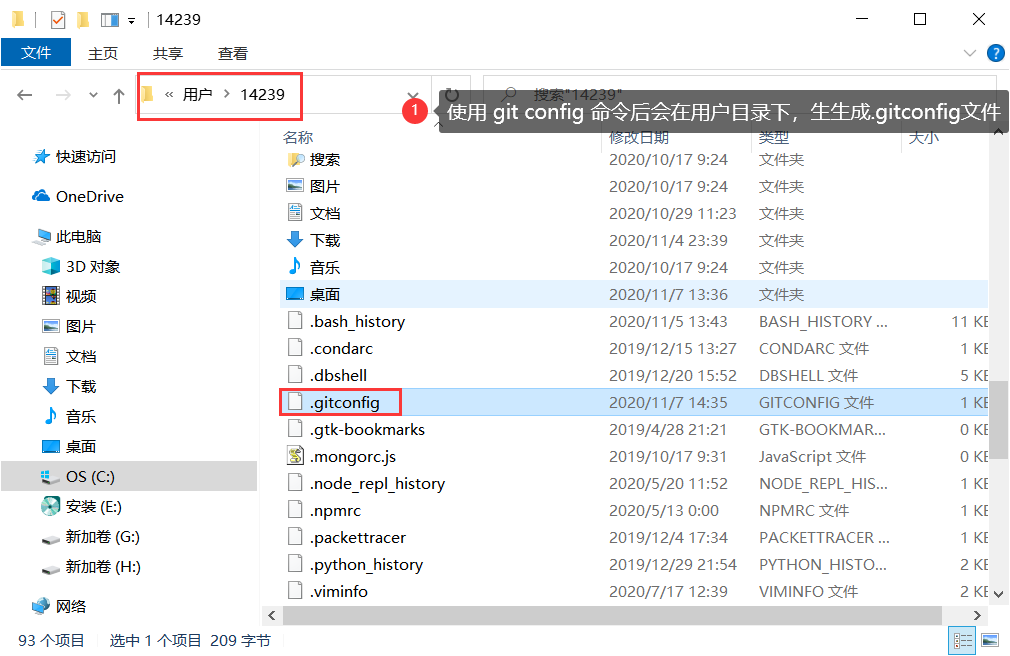 14239
文件 主页 共享 查看
« 用户 › 14239
搜索"14239"
1 使用 git config 命令后会在用户目录下，生生成.gitconfig文件
名称 修改日期 类型 大小
快速访问
OneDrive
此电脑
3D 对象
视频
图片
文档
下载
音乐
桌面
OS (C:)
安装 (E:)
新加卷 (G:)
新加卷 (H:)
网络
搜索 2020/10/17 9:24 文件夹
图片 2020/10/17 9:24 文件夹
文档 2020/10/29 11:23 文件夹
下载 2020/11/4 23:39 文件夹
音乐 2020/10/17 9:24 文件夹
桌面 2020/11/7 13:36 文件夹
.bash_history 2020/11/5 13:43 BASH_HISTORY ... 11 KB
.condarc 2019/12/15 13:27 CONDARC 文件 1 KB
.dbshell 2019/12/20 15:52 DBSHELL 文件 5 KB
.gitconfig 2020/11/7 14:35 GITCONFIG 文件 1 KB
.gtk-bookmarks 2019/4/28 21:21 GTK-BOOKMAR... 0 KB
.mongorc.js 2019/10/17 9:31 JavaScript 文件 0 KB
.node_repl_history 2020/5/20 11:52 NODE_REPL_HIS... 1 KB
.npmrc 2020/5/13 0:00 NPMRC 文件 1 KB
.packettracer 2019/12/4 17:34 PACKETTRACER ... 1 KB
.python_history 2019/12/29 21:54 PYTHON_HISTO... 2 KB
.viminfo 2020/7/17 12:39 VIMINFO 文件 2 KB
93 个项目 选中 1 个项目 209 字节